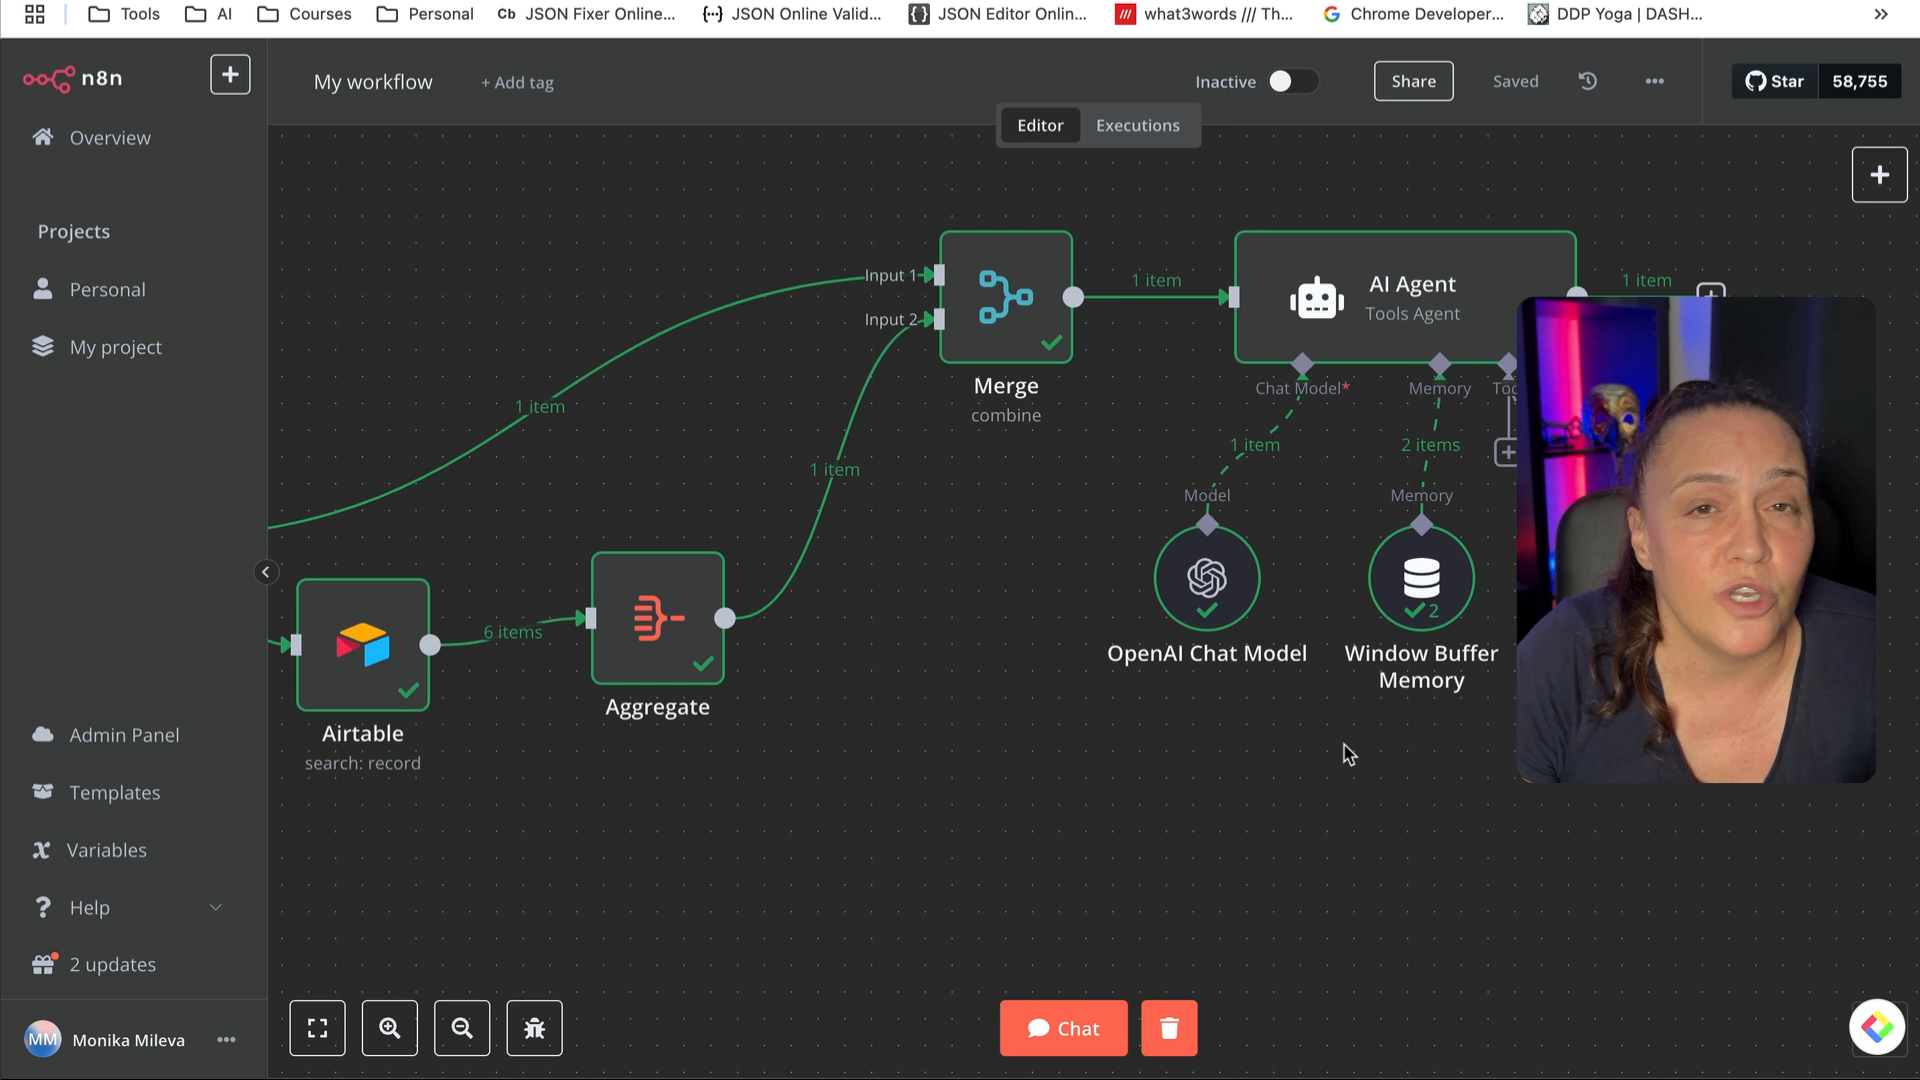 Tools
AI
Courses
Personal
Cb JSON Fixer Online...
{··} JSON Online Valid...
{ } JSON Editor Onlin...
/// what3words /// Th...
G Chrome Developer...
DDP Yoga | DASH...
n8n
My workflow
+ Add tag
Inactive
Share
Saved
Star
58,755
Editor
Executions
Overview
Projects
Personal
My project
Input 1
Input 2
1 item
AI Agent
Tools Agent
1 item
Merge
combine
Chat Model*
Memory
1 item
1 item
1 item
2 items
Model
Memory
6 items
2
OpenAI Chat Model
Window Buffer
Memory
Aggregate
Airtable
search: record
Admin Panel
Templates
Variables
Help
2 updates
MM
Monika Mileva
Chat